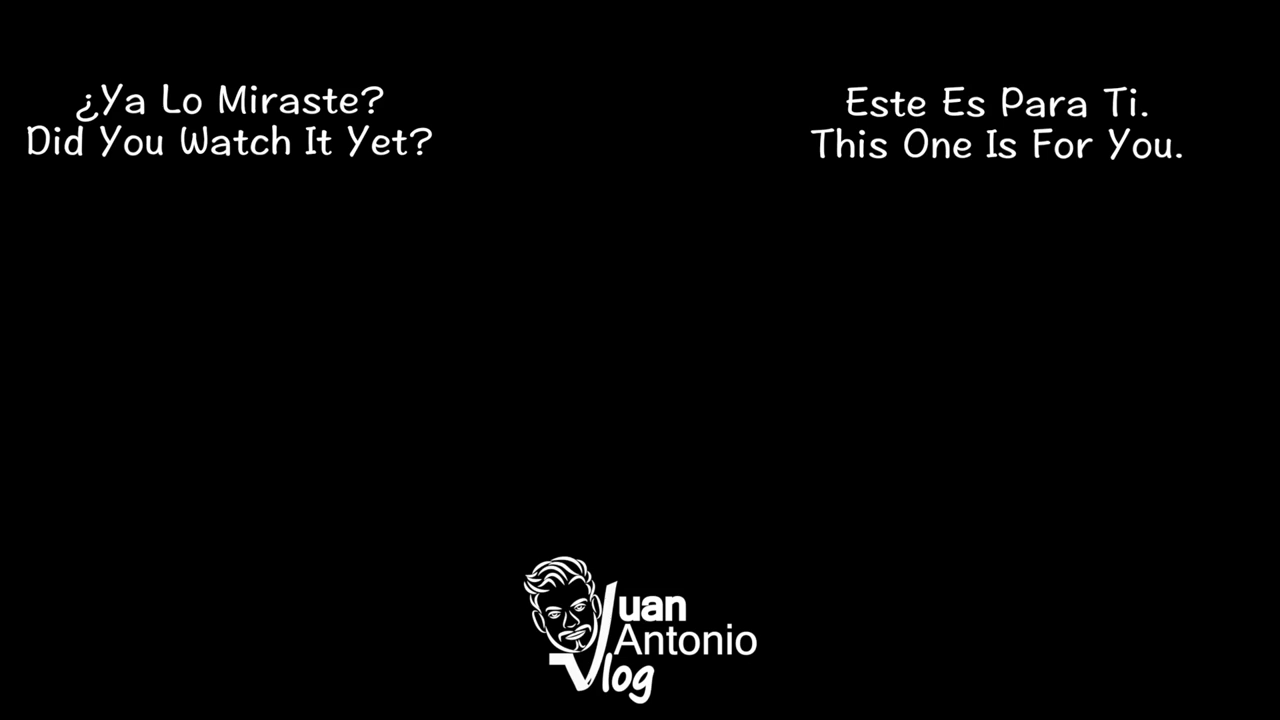 ¿Ya Lo Miraste?
Did You Watch It Yet?
Este Es Para Ti.
This One Is For You.
Juan
Antonio
Vlog